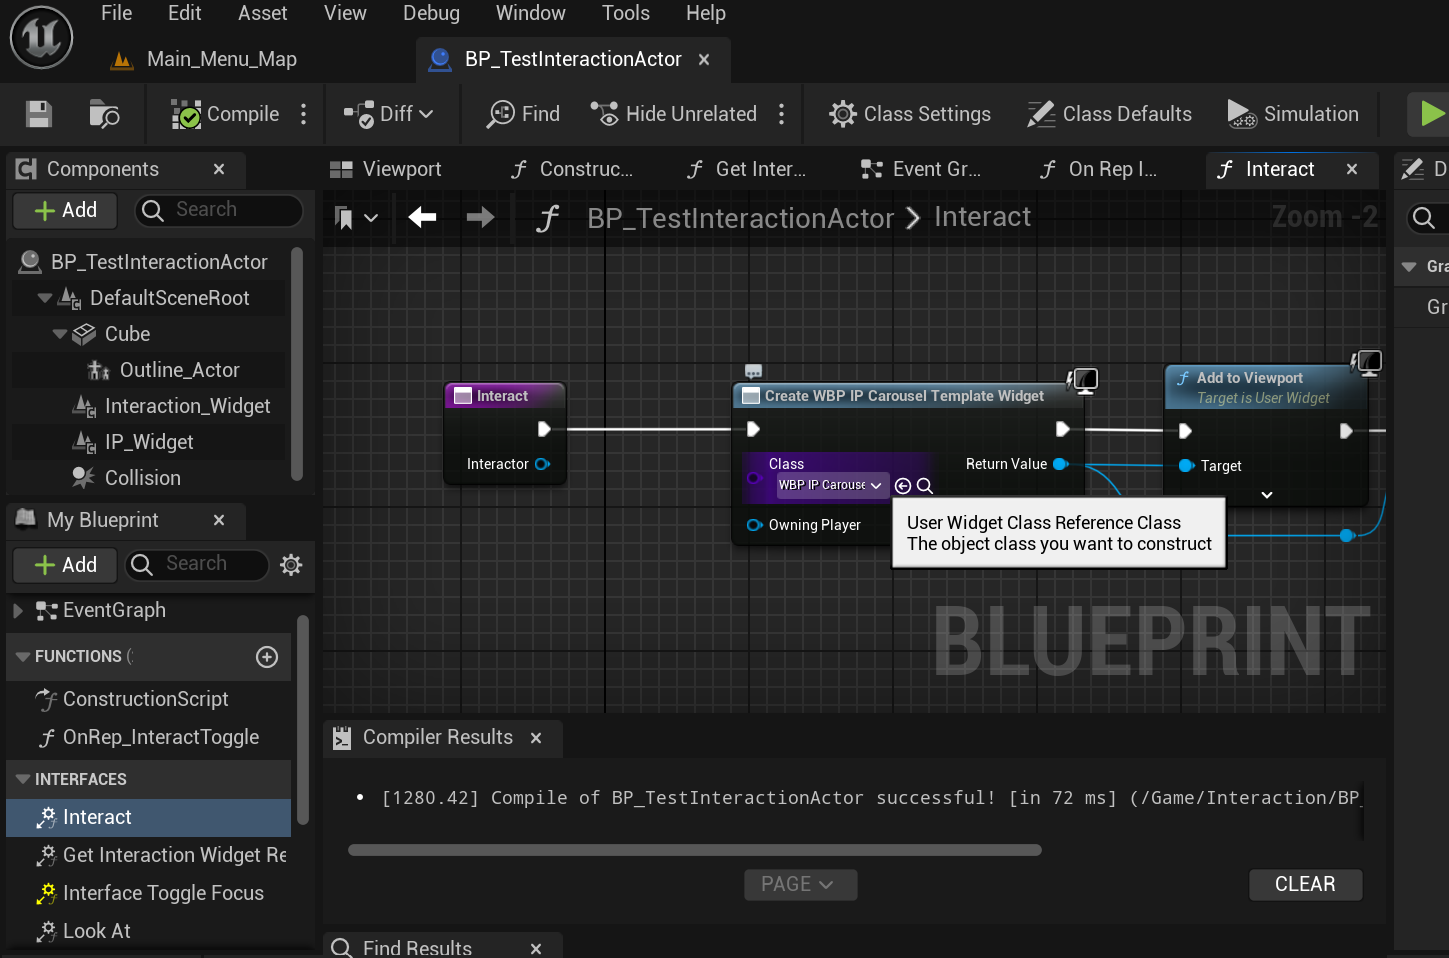 File Edit Asset View Debug Window Tools Help
Main_Menu_Map
BP_TestInteractionActor
Compile
Diff
Find
Hide Unrelated
Class Settings
Class Defaults
Simulation
Components
Add
Search
BP_TestInteractionActor
DefaultSceneRoot
Cube
Outline_Actor
Interaction_Widget
IP_Widget
Collision
My Blueprint
Add
Search
EventGraph
FUNCTIONS (
ConstructionScript
OnRep_InteractToggle
INTERFACES
Interact
Get Interaction Widget Re
Interface Toggle Focus
Look At
Viewport
Construc...
Get Inter...
Event Gr...
On Rep I...
Interact
BP_TestInteractionActor > Interact
Zoom -2
Interact
Interactor
Create WBP IP Carousel Template Widget
Class
WBP IP Carouse
Return Value
Owning Player
Add to Viewport
Target is User Widget
Target
User Widget Class Reference Class
The object class you want to construct
BLUEPRINT
Compiler Results
• [1280.42] Compile of BP_TestInteractionActor successful! [in 72 ms] (/Game/Interaction/BP_
PAGE
CLEAR
Find Results
D
Gra
Gr